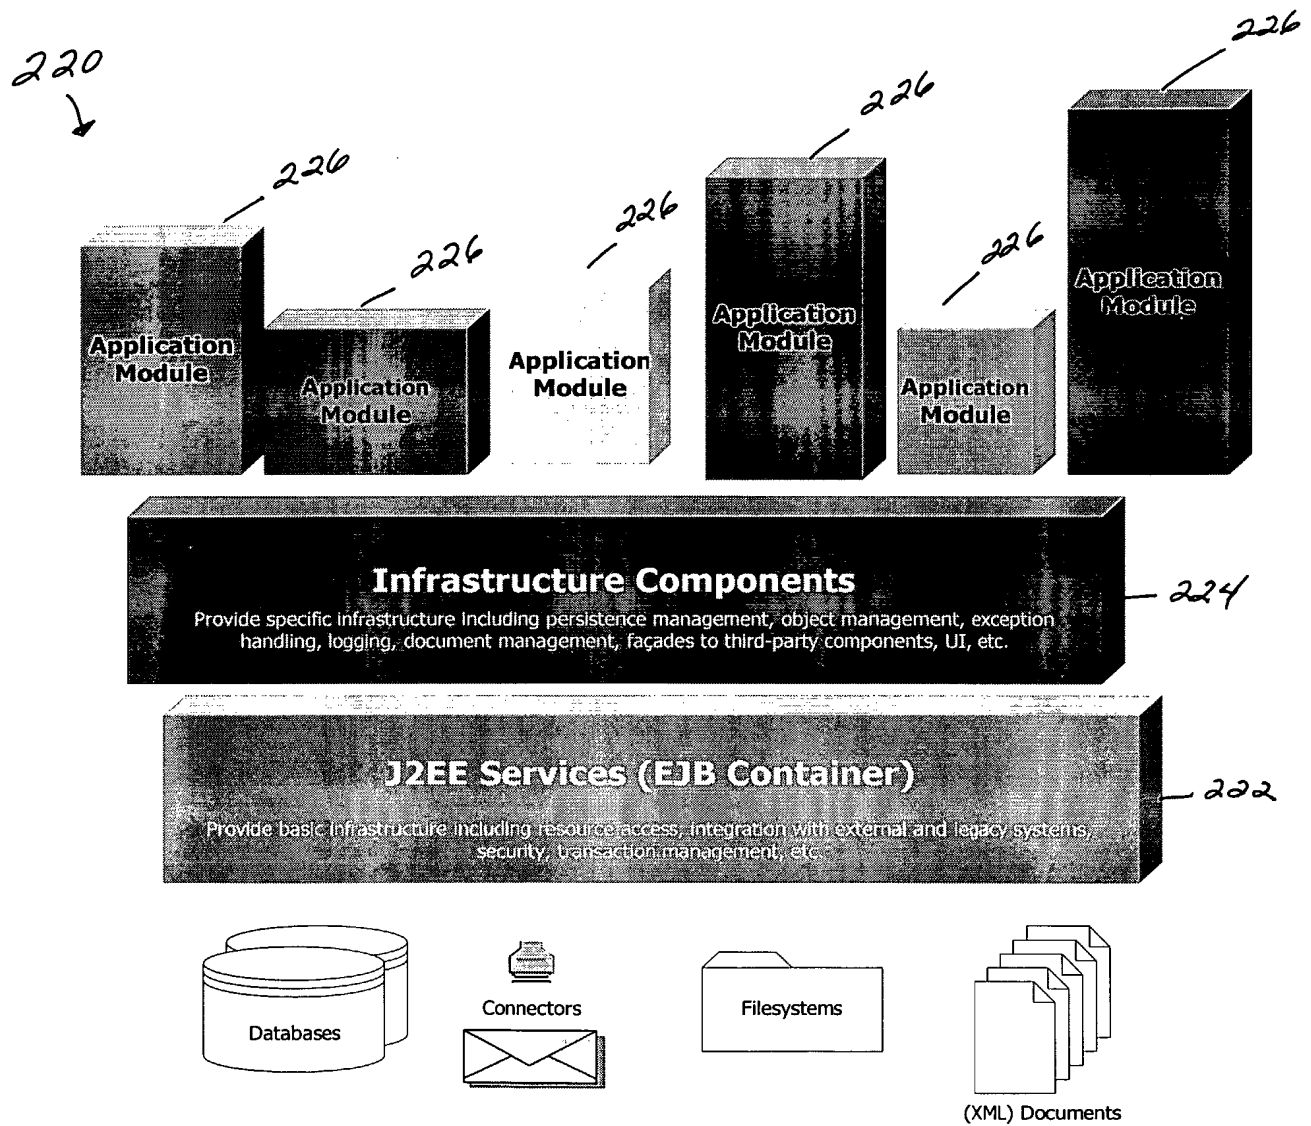 226
220
226
226
226
226
226
Application
Module
Application
Module
Application
Module
Application
Module
Application
Module
Application
Module
Infrastructure Components
Provide specific infrastructure including persistence management, object management, exception
handling, logging, document management, façades to third-party components, UI, etc.
224
J2EE Services (EJB Container)
Provide basic infrastructure including resource access, integration with external and legacy systems,
security, transaction management, etc.
222
Databases
Connectors
Filesystems
(XML) Documents